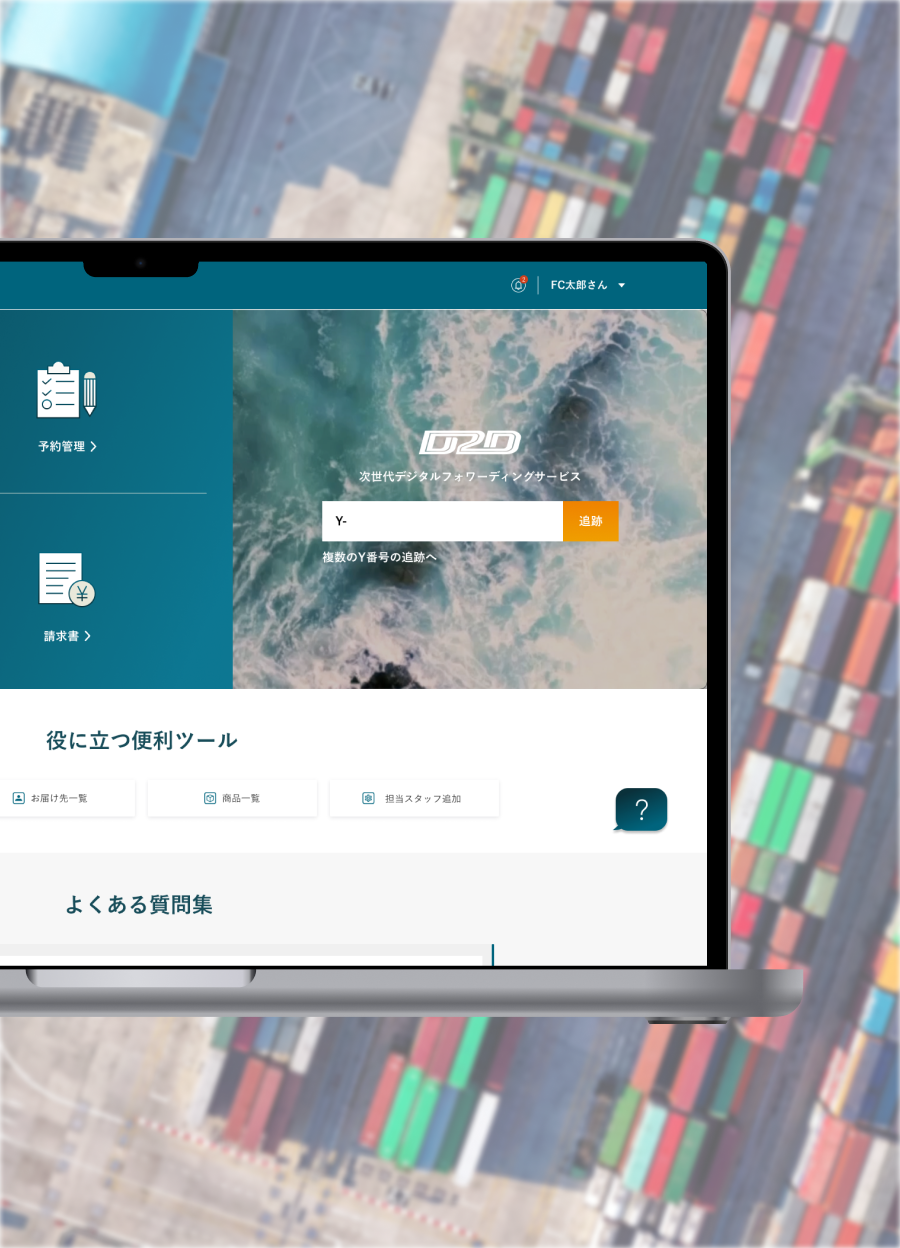 2
FC太郎さん
予約管理
請求書
D2D
次世代デジタルフォワーディングサービス
Y-
追跡
複数のY番号の追跡へ
役に立つ便利ツール
お届け先一覧
商品一覧
担当スタッフ追加
?
よくある質問集